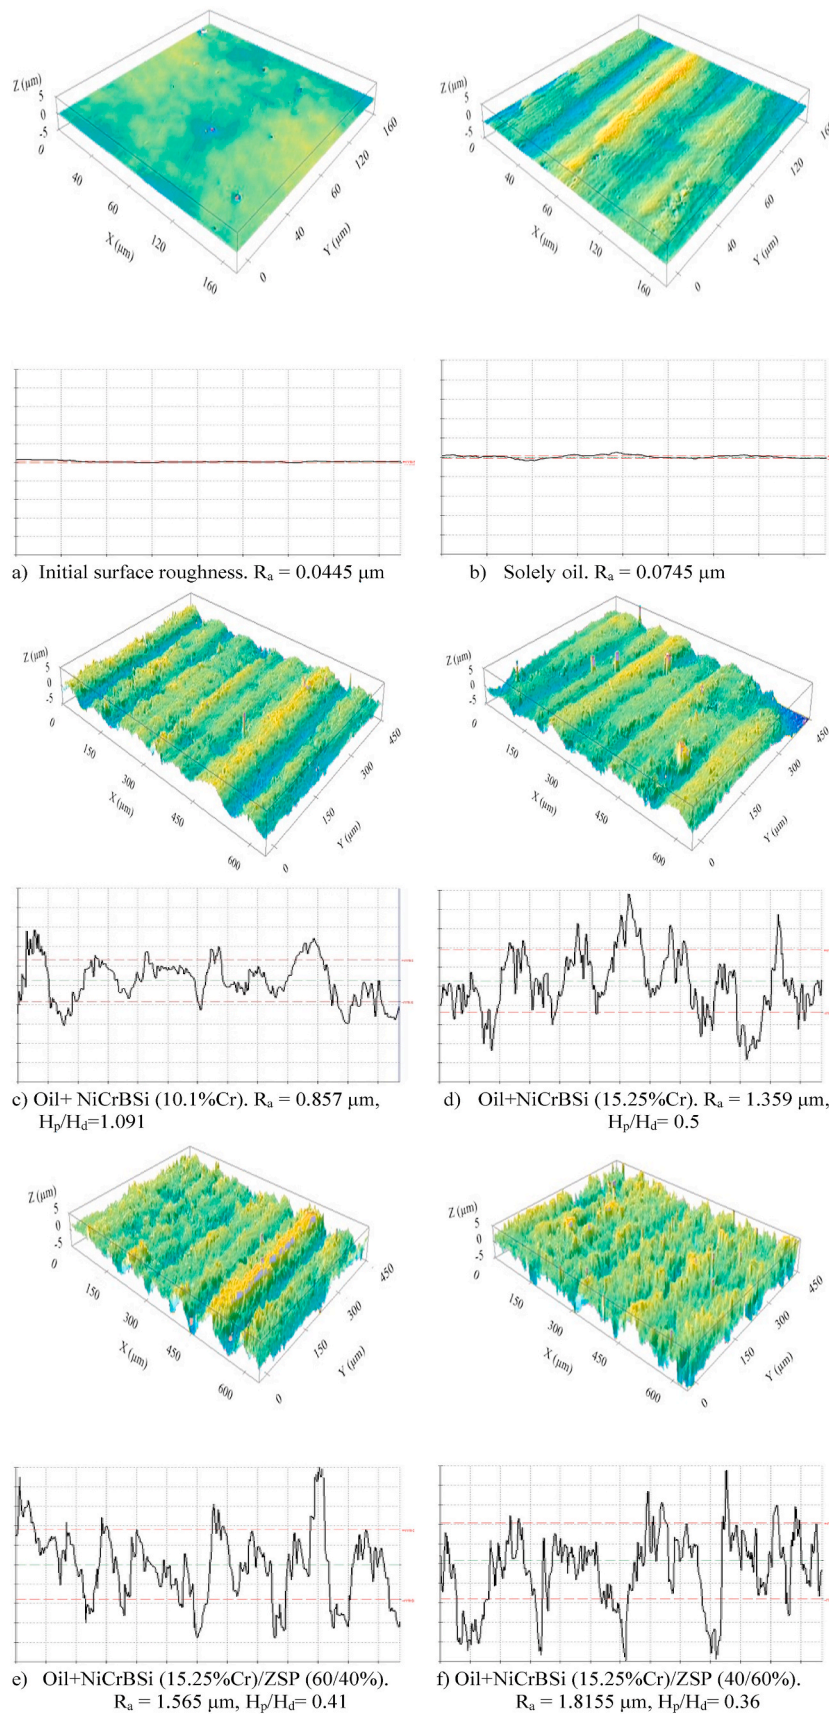 Z (μm)
5
0
-5
0
40
60
120
160
X (μm)
0
40
60
120
160
Y (μm)
Z (μm)
5
0
-5
40
60
120
160
X (μm)
0
40
60
120
160
Y (μm)
a) Initial surface roughness. Ra = 0.0445 μm
b) Solely oil. Ra = 0.0745 μm
Z (μm)
5
0
-5
0
150
300
450
600
X (μm)
0
150
300
450
Y (μm)
Z (μm)
5
0
-5
0
150
300
450
600
X (μm)
0
150
300
450
Y (μm)
c) Oil+ NiCrBSi (10.1%Cr). Ra = 0.857 μm,
Hp/Hd=1.091
d) Oil+NiCrBSi (15.25%Cr). Ra = 1.359 μm,
Hp/Hd= 0.5
Z (μm)
5
0
-5
0
150
300
450
600
X (μm)
0
150
300
450
Y (μm)
Z (μm)
5
0
-5
0
150
300
450
600
X (μm)
0
150
300
450
Y (μm)
e) Oil+NiCrBSi (15.25%Cr)/ZSP (60/40%).
Ra = 1.565 μm, Hp/Hd= 0.41
f) Oil+NiCrBSi (15.25%Cr)/ZSP (40/60%).
Ra = 1.8155 μm, Hp/Hd= 0.36